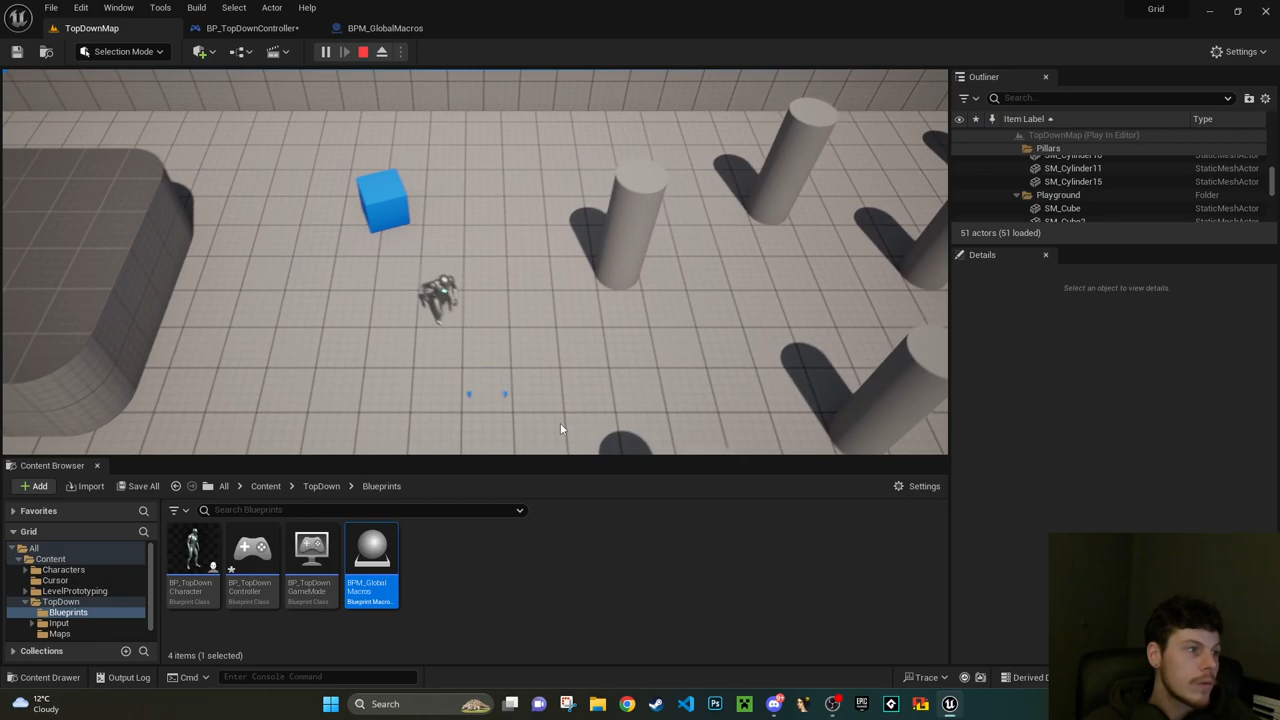 File Edit Window Tools Build Select Actor Help
Grid
TopDownMap
BP_TopDownController*
BPM_GlobalMacros
Selection Mode
Settings
Outliner
Search...
Item Label
Type
TopDownMap (Play In Editor)
Pillars
SM_Cylinder10
SM_Cylinder11 StaticMeshActor
SM_Cylinder15 StaticMeshActor
Playground Folder
SM_Cube StaticMeshActor
SM_Cube2
51 actors (51 loaded)
Details
Select an object to view details.
Content Browser
Add Import Save All All Content TopDown Blueprints Settings
Favorites
Search Blueprints
Grid
All
Content
Characters
Cursor
LevelPrototyping
TopDown
Blueprints
Input
Maps
Collections
BP_TopDown
Character
Blueprint Class
BP_TopDown
Controller
Blueprint Class
BP_TopDown
GameMode
Blueprint Class
BPM_Global
Macros
Blueprint Macro...
4 items (1 selected)
Content Drawer Output Log Cmd Enter Console Command Trace Derived D
12°C
Cloudy
Search